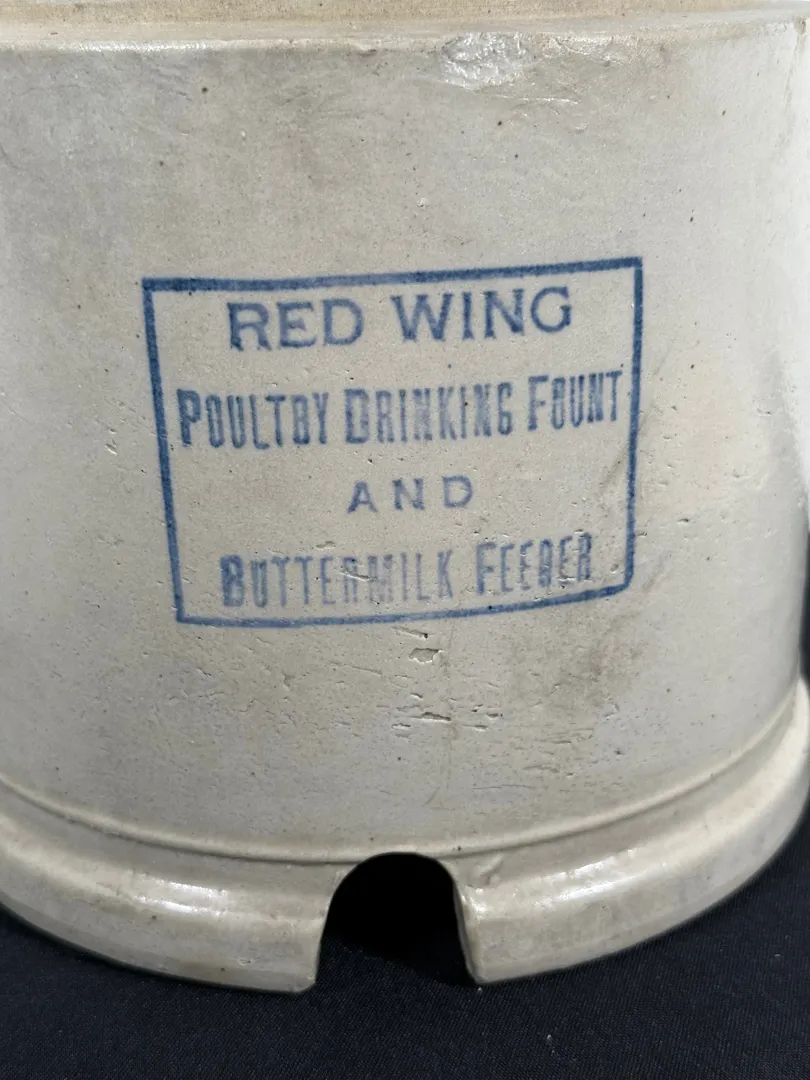 RED WING
POULTRY DRINKING FOUNT
AND
BUTTERMILK FEEDER